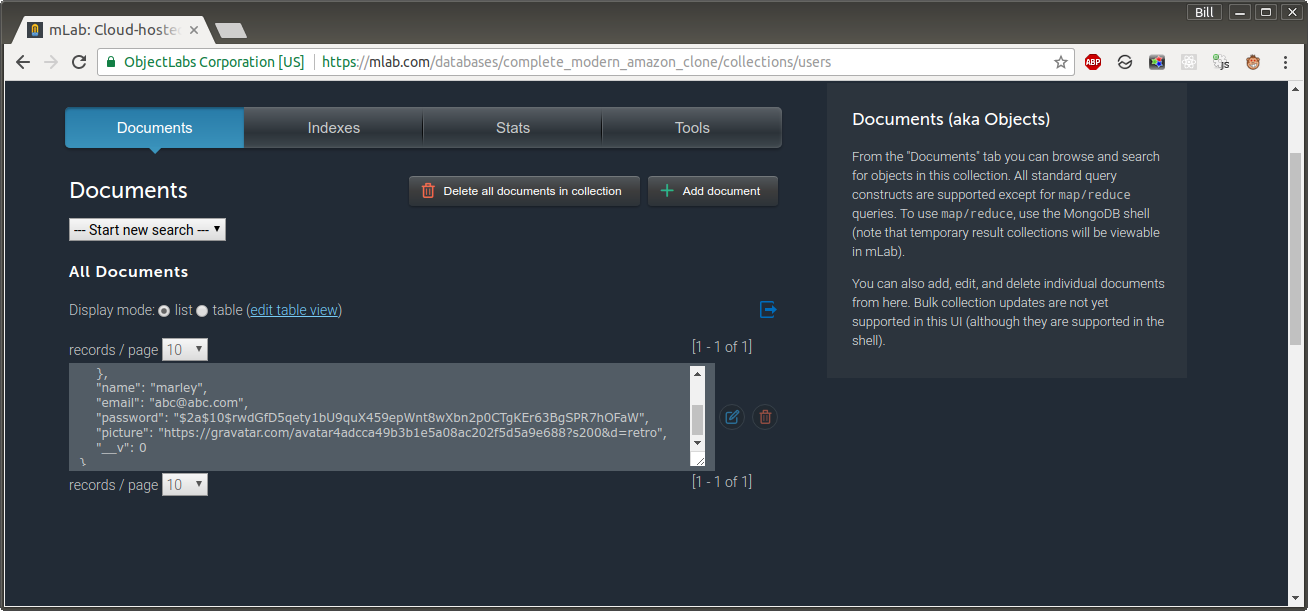 Bill
mLab: Cloud-hoste
ObjectLabs Corporation [US]
https://mlab.com/databases/complete_modern_amazon_clone/collections/users
ABP
JS
Documents
Indexes
Stats
Tools
Documents
Delete all documents in collection
Add document
--- Start new search ---
All Documents
Display mode: list table (edit table view)
records / page 10
[1 - 1 of 1]
},
"name": "marley",
"email": "abc@abc.com",
"password": "$2a$10$rwdGfD5qety1bU9quX459epWnt8wXbn2p0CTgKEr63BgSPR7hOFaW",
"picture": "https://gravatar.com/avatar4adcca49b3b1e5a08ac202f5d5a9e688?s200&d=retro",
"__v": 0
}
records / page 10
[1 - 1 of 1]
Documents (aka Objects)
From the "Documents" tab you can browse and search
for objects in this collection. All standard query
constructs are supported except for map/reduce
queries. To use map/reduce, use the MongoDB shell
(note that temporary result collections will be viewable
in mLab).
You can also add, edit, and delete individual documents
from here. Bulk collection updates are not yet
supported in this UI (although they are supported in the
shell).